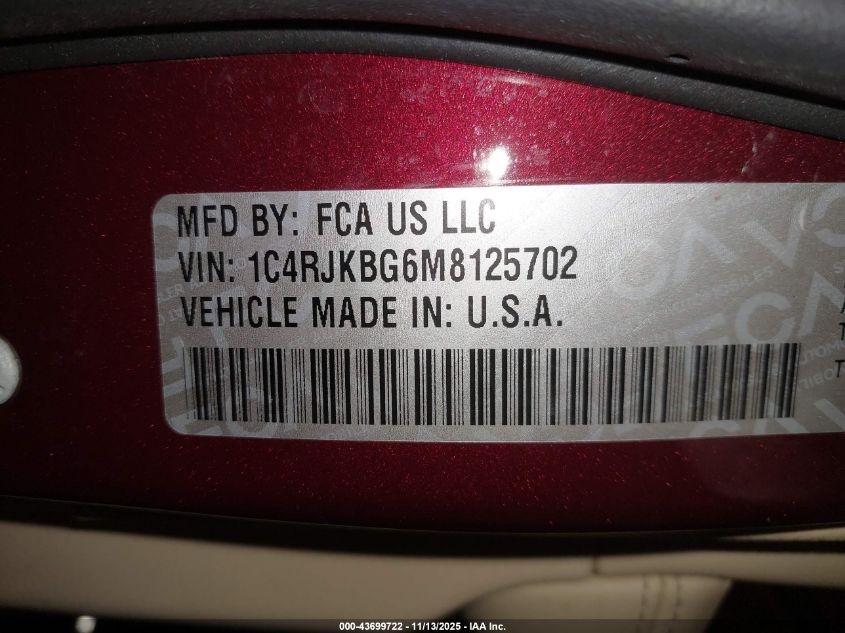 MFD BY: FCA US LLC
VIN: 1C4RJKBG6M8125702
VEHICLE MADE IN: U.S.A.
000-43699722 - 11/13/2025 - IAA Inc.